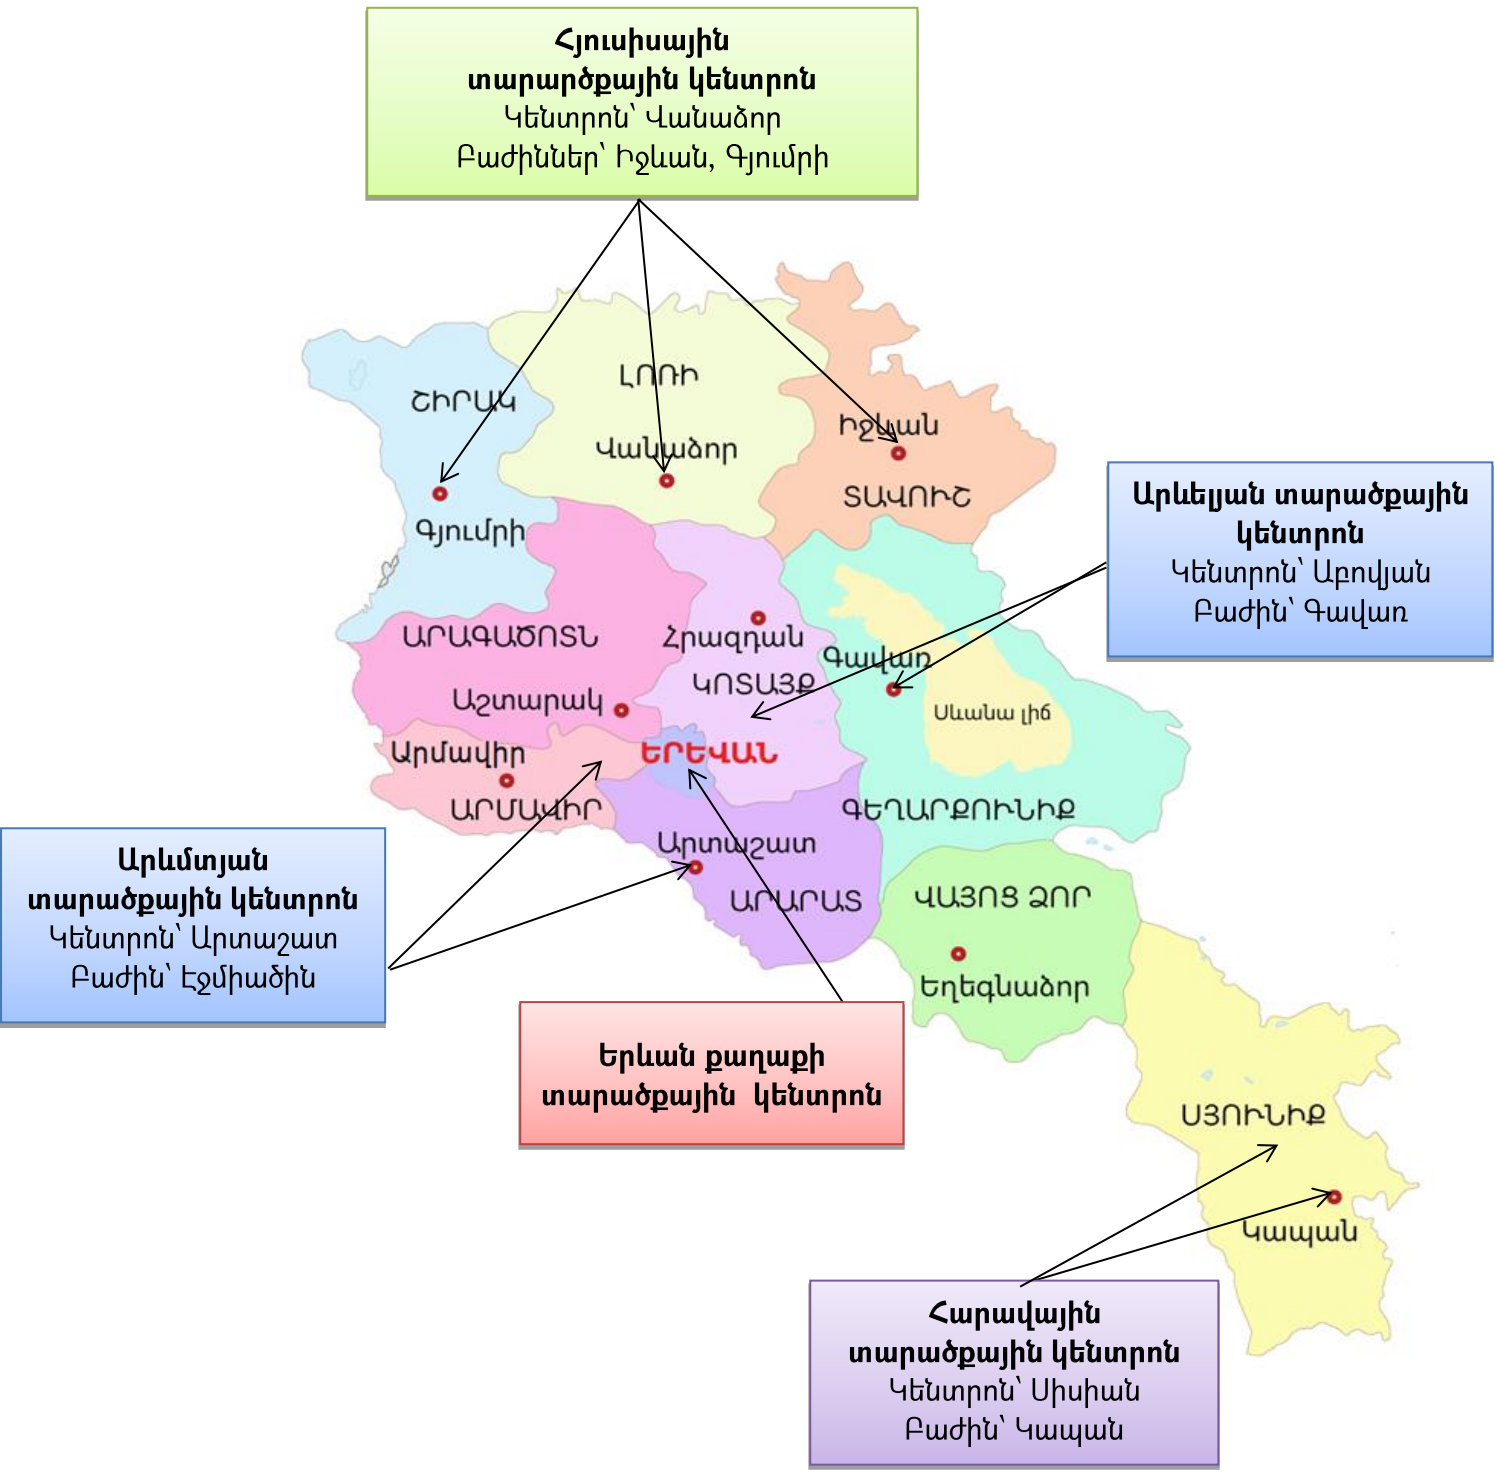 Հյուսիսային
տարարծքային կենտրոն
Կենտրոն՝ Վանաձոր
Բաժիններ՝ Իջևան, Գյումրի
ՇԻՐԱԿ
ԼՈՌԻ
Իջևան
Վանաձոր
ՏԱՎՈՒՇ
Գյումրի
Արևելյան տարածքային
կենտրոն
Կենտրոն՝ Աբովյան
Բաժին՝ Գավառ
ԱՐԱԳԱԾՈՏՆ
Հրազդան
Գավառ
ԿՈՏԱՅՔ
Աշտարակ
Սևանա լիճ
Արմավիր
ԵՐԵՎԱՆ
ԱՐՄԱՎԻՐ
ԳԵՂԱՐՔՈՒՆԻՔ
Արտաշատ
ԱՐԱՐԱՏ
ՎԱՅՈՑ ՁՈՐ
Եղեգնաձոր
Արևմտյան
տարածքային կենտրոն
Կենտրոն՝ Արտաշատ
Բաժին՝ Էջմիածին
Երևան քաղաքի
տարածքային  կենտրոն
ՍՅՈՒՆԻՔ
Կապան
Հարավային
տարածքային կենտրոն
Կենտրոն՝ Սիսիան
Բաժին՝ Կապան